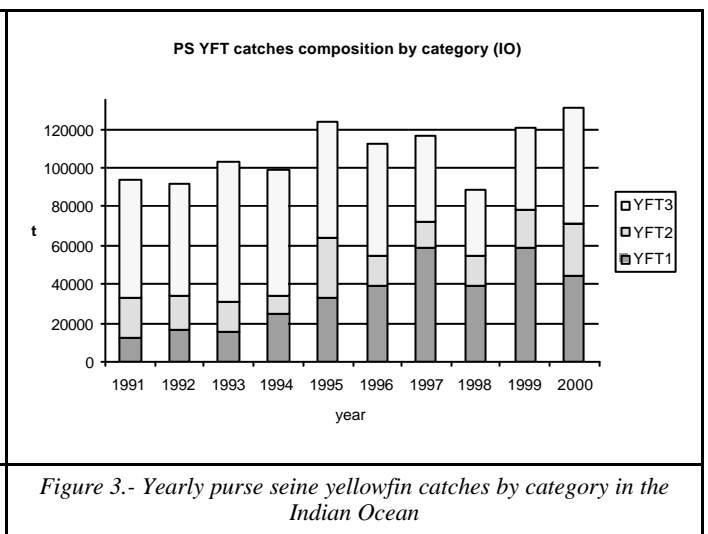 PS YFT catches composition by category (IO)
120000
100000
80000
60000
40000
20000
0
t
1991 1992 1993 1994 1995 1996 1997 1998 1999 2000
year
YFT3
YFT2
YFT1
Figure 3.- Yearly purse seine yellowfin catches by category in the
Indian Ocean